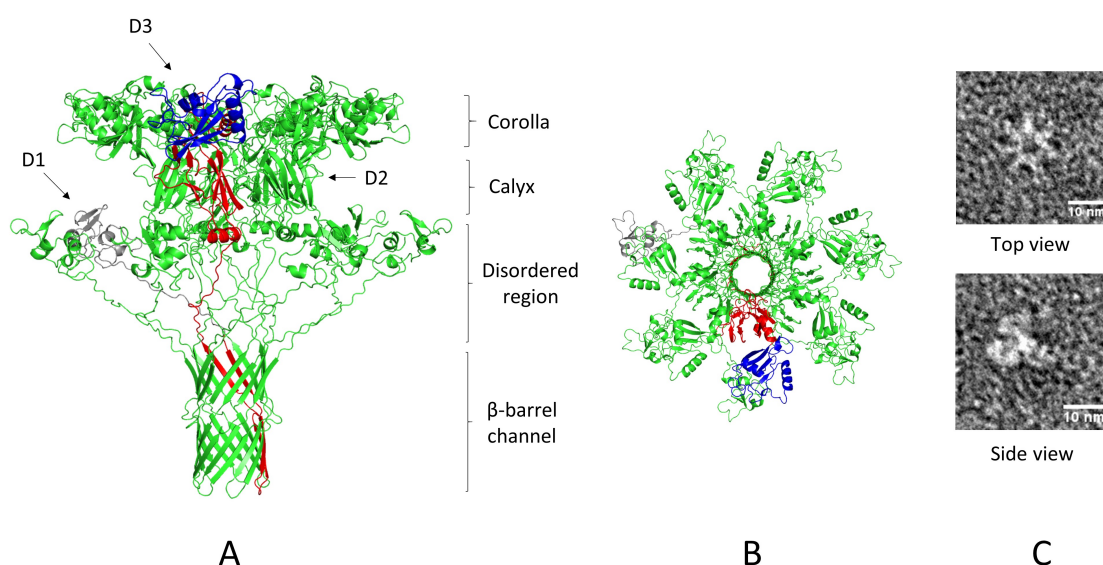 D3
D1
D2
Corolla
Calyx
Disordered
region
β-barrel
channel
10 nm
Top view
10 nm
Side view
A
B
C